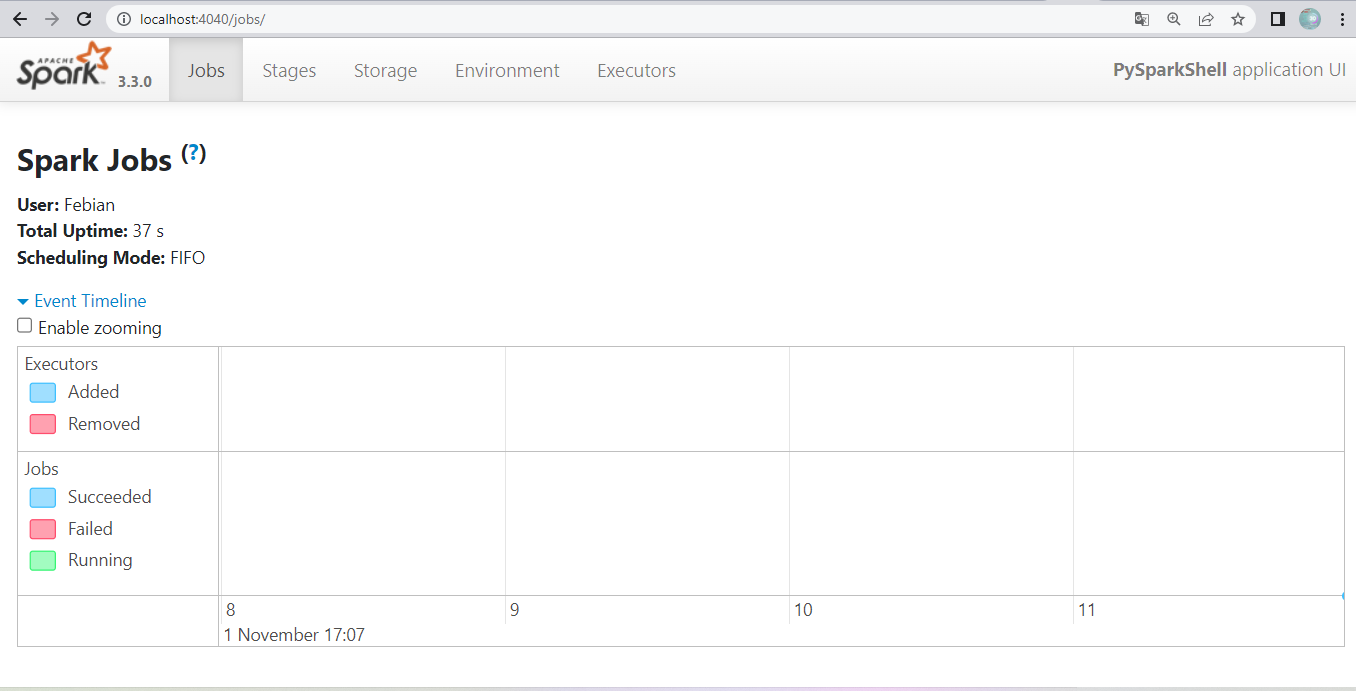 localhost:4040/jobs/
APACHE
Spark 3.3.0 Jobs Stages Storage Environment Executors PySparkShell application UI
Spark Jobs (?)
User: Febian
Total Uptime: 37 s
Scheduling Mode: FIFO
Event Timeline
Enable zooming
Executors
Added
Removed
Jobs
Succeeded
Failed
Running
8 9 10 11
1 November 17:07